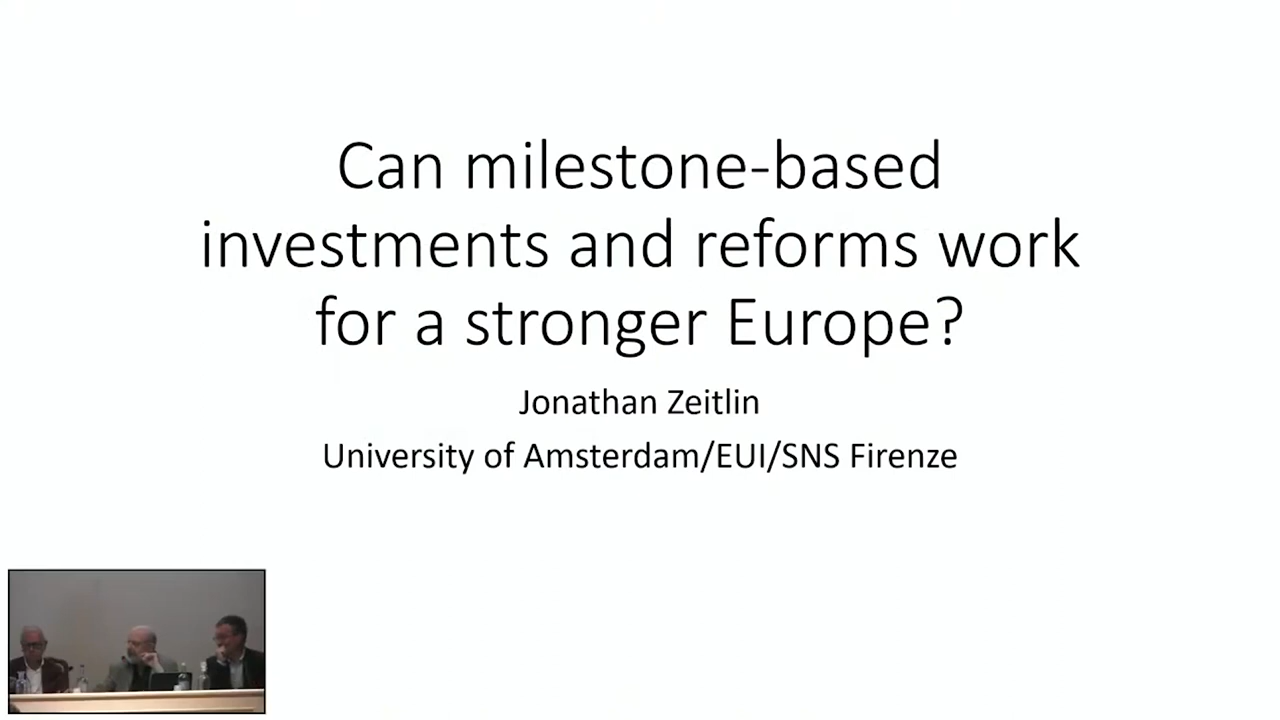 Can milestone-based
investments and reforms work
for a stronger Europe?
Jonathan Zeitlin
University of Amsterdam/EUI/SNS Firenze